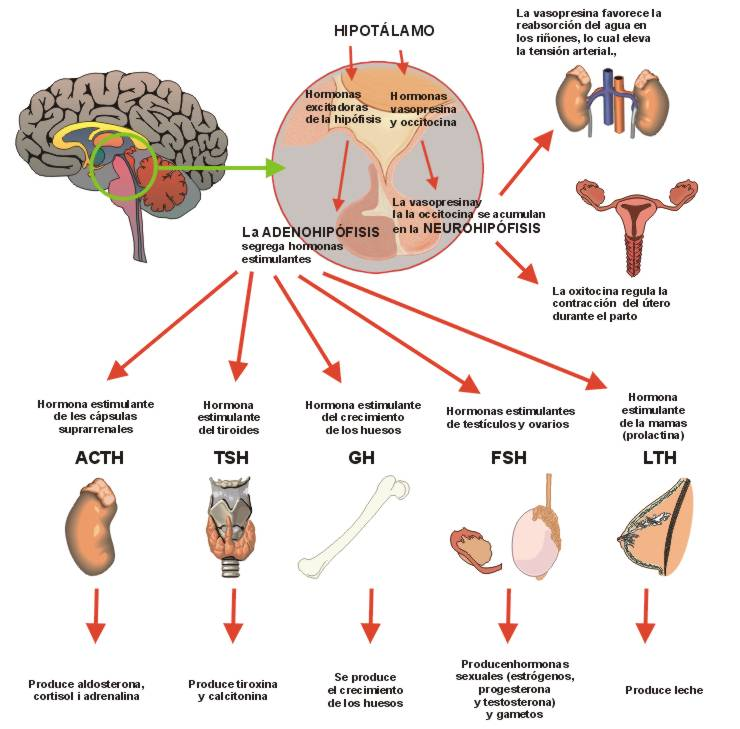 HIPOTÁLAMO
La vasopresina favorece la
reabsorción del agua en
los riñones, lo cual eleva
la tensión arterial.,
Hormonas
excitadoras
de la hipófisis
Hormonas
vasopresina
y occitocina
La vasopresinay
la la occitocina se acumulan
en la NEUROHIPÓFISIS
La ADENOHIPÓFISIS
segrega hormonas
estimulantes
La oxitocina regula la
contracción del útero
durante el parto
Hormona estimulante
de les cápsulas
suprarrenales
ACTH
Hormona
estimulante
del tiroides
TSH
Hormona estimulante
del crecimiento
de los huesos
GH
Hormonas estimulantes
de testículos y ovarios
FSH
Hormona
estimulante
de la mamas
(prolactina)
LTH
Produce aldosterona,
cortisol i adrenalina
Produce tiroxina
y calcitonina
Se produce
el crecimiento
de los huesos
Producenhormonas
sexuales (estrógenos,
progesterona
y testosterona)
y gametos
Produce leche